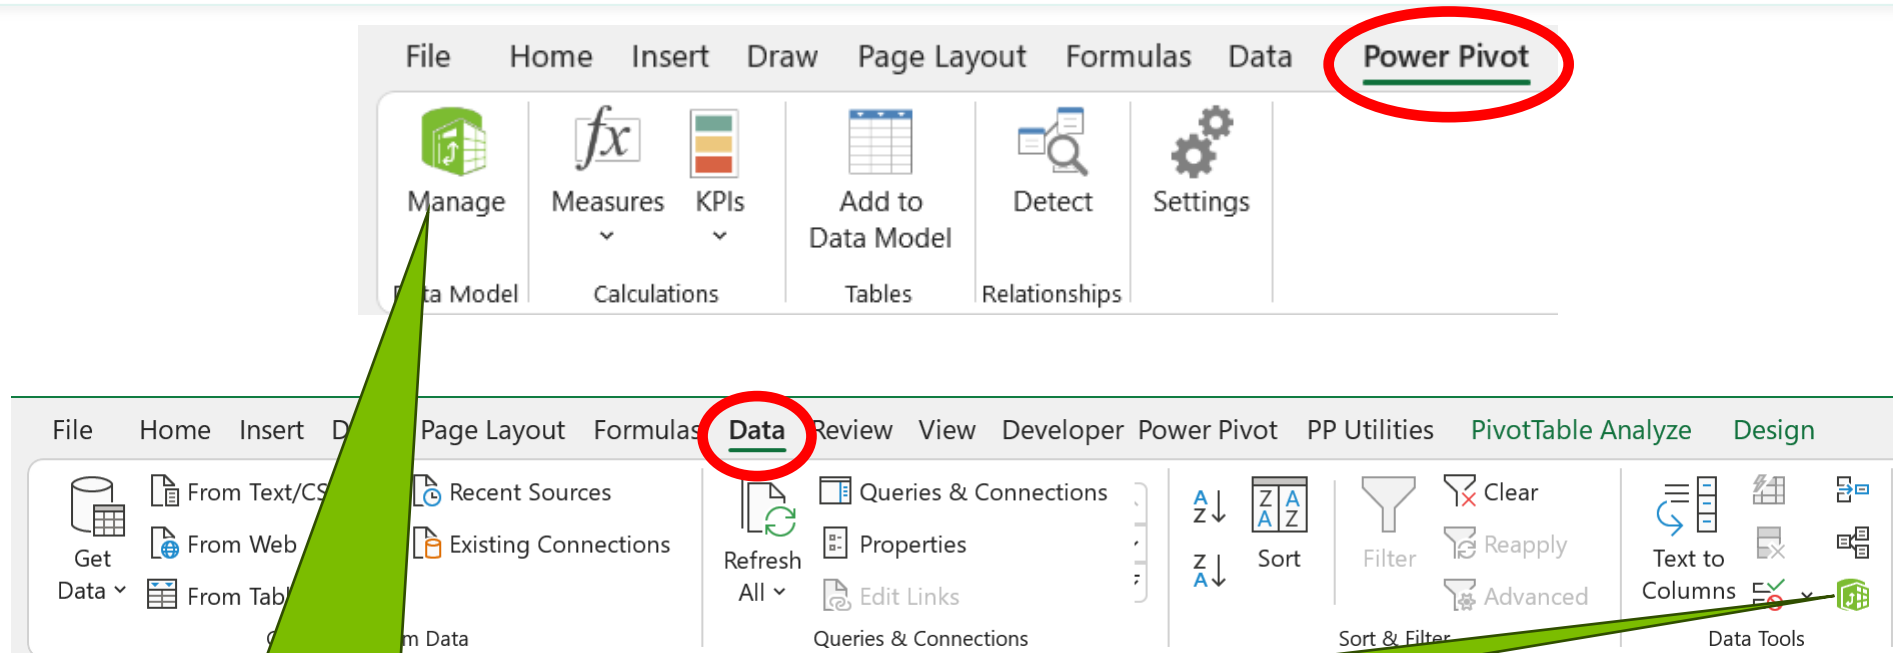 File Home Insert Draw Page Layout Formulas Data Power Pivot
Manage Measures KPIs Add to Data Model Detect Settings
ta Model Calculations Tables Relationships
File Home Insert D Page Layout Formulas Data Review View Developer Power Pivot PP Utilities PivotTable Analyze Design
Get Data
From Text/CS
From Web
From Tabl
Recent Sources
Existing Connections
m Data
Refresh All
Queries & Connections
Properties
Edit Links
Queries & Connections
Sort
Filter
Clear
Reapply
Advanced
Sort & Filter
Text to Columns
Data Tools